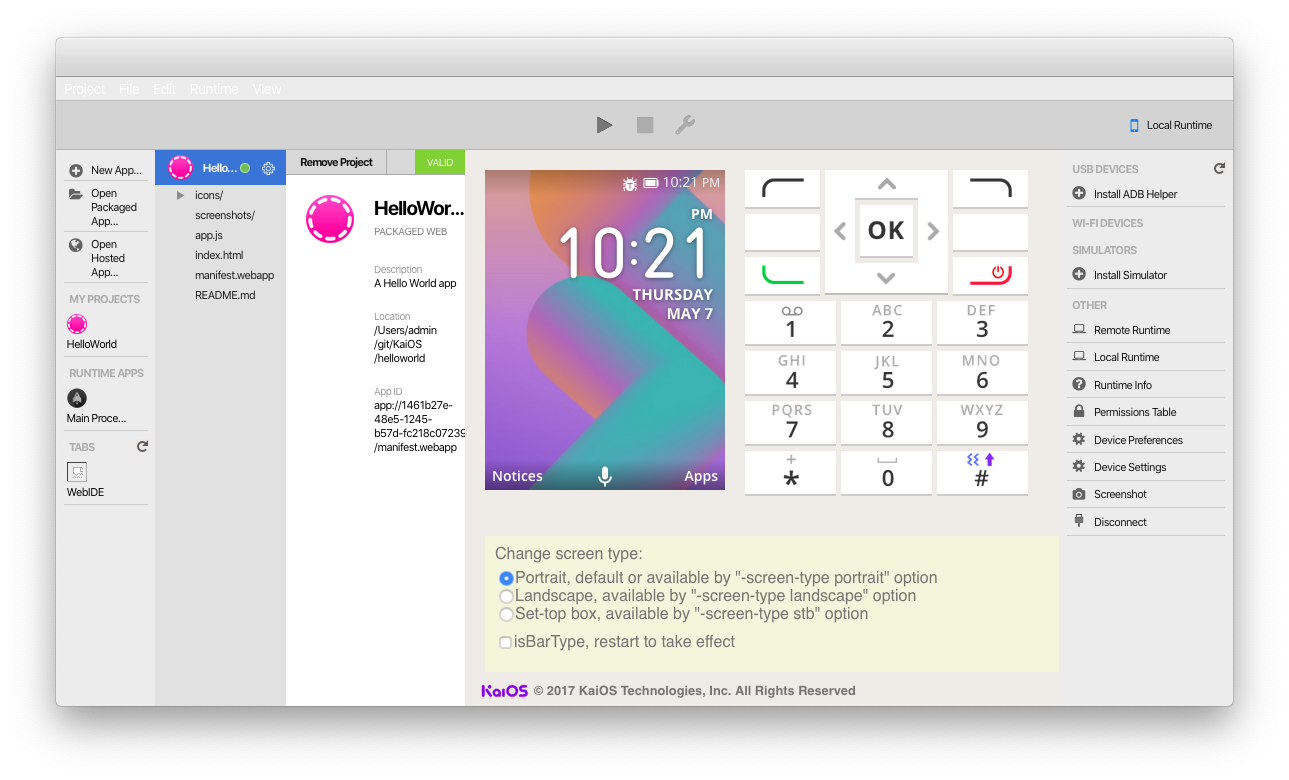 Project File Edit Runtime View
Local Runtime
New App...
Open
Packaged
App...
Open
Hosted
App...
MY PROJECTS
HelloWorld
RUNTIME APPS
Main Proce...
TABS
WebIDE
Hello...
icons/
screenshots/
app.js
index.html
manifest.webapp
README.md
Remove Project
VALID
HelloWor...
PACKAGED WEB
Description
A Hello World app
Location
/Users/admin
/git/KaiOS
/helloworld
App ID
app://1461b27e-
48e5-1245-
b57d-fc218c07239
/manifest.webapp
10:21 PM
PM
10:21
THURSDAY
MAY 7
Notices
Apps
OK
1
ABC
2
DEF
3
GHI
4
JKL
5
MNO
6
PQRS
7
TUV
8
WXYZ
9
+
*
0
#
Change screen type:
Portrait, default or available by "-screen-type portrait" option
Landscape, available by "-screen-type landscape" option
Set-top box, available by "-screen-type stb" option
isBarType, restart to take effect
KaiOS © 2017 KaiOS Technologies, Inc. All Rights Reserved
USB DEVICES
Install ADB Helper
WI-FI DEVICES
SIMULATORS
Install Simulator
OTHER
Remote Runtime
Local Runtime
Runtime Info
Permissions Table
Device Preferences
Device Settings
Screenshot
Disconnect